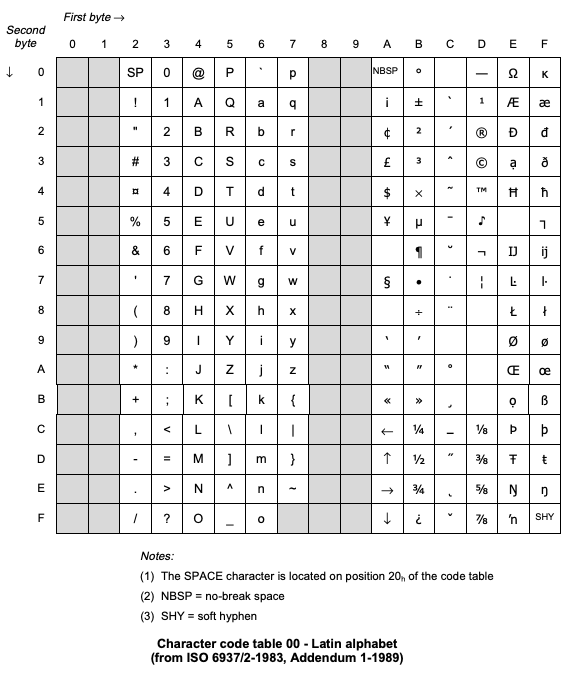 First byte →
Second
byte
0 1 2 3 4 5 6 7 8 9 A B C D E F
↓ 0 SP 0 @ P ` p NBSP ° — Ω ĸ
1 ! 1 A Q a q ¡ ± ` ¹ Æ æ
2 " 2 B R b r ¢ ² ´ ® Đ đ
3 # 3 C S c s £ ³ ˆ © ạ ð
4 ¤ 4 D T d t $ × ˜ ™ Ħ ħ
5 % 5 E U e u ¥ µ ¯ ♪ ┐
6 & 6 F V f v ¶ ˘ ¬ Ĳ ĳ
7 ' 7 G W g w § • ˙ ¦ Ŀ ŀ
8 ( 8 H X h x ÷ ¨ Ł ł
9 ) 9 I Y i y ‘ ’ Ø ø
A * : J Z j z “ ” ° Œ œ
B + ; K [ k { « » ¸ ọ ß
C , < L \ l | ← ¼ _ ⅛ Þ þ
D - = M ] m } ↑ ½ ˝ ⅜ Ŧ ŧ
E . > N ^ n ~ → ¾ ˛ ⅝ Ŋ ŋ
F / ? O _ o ↓ ¿ ˇ ⅞ ŉ SHY
Notes:
(1) The SPACE character is located on position 20h of the code table
(2) NBSP = no-break space
(3) SHY = soft hyphen
Character code table 00 - Latin alphabet
(from ISO 6937/2-1983, Addendum 1-1989)